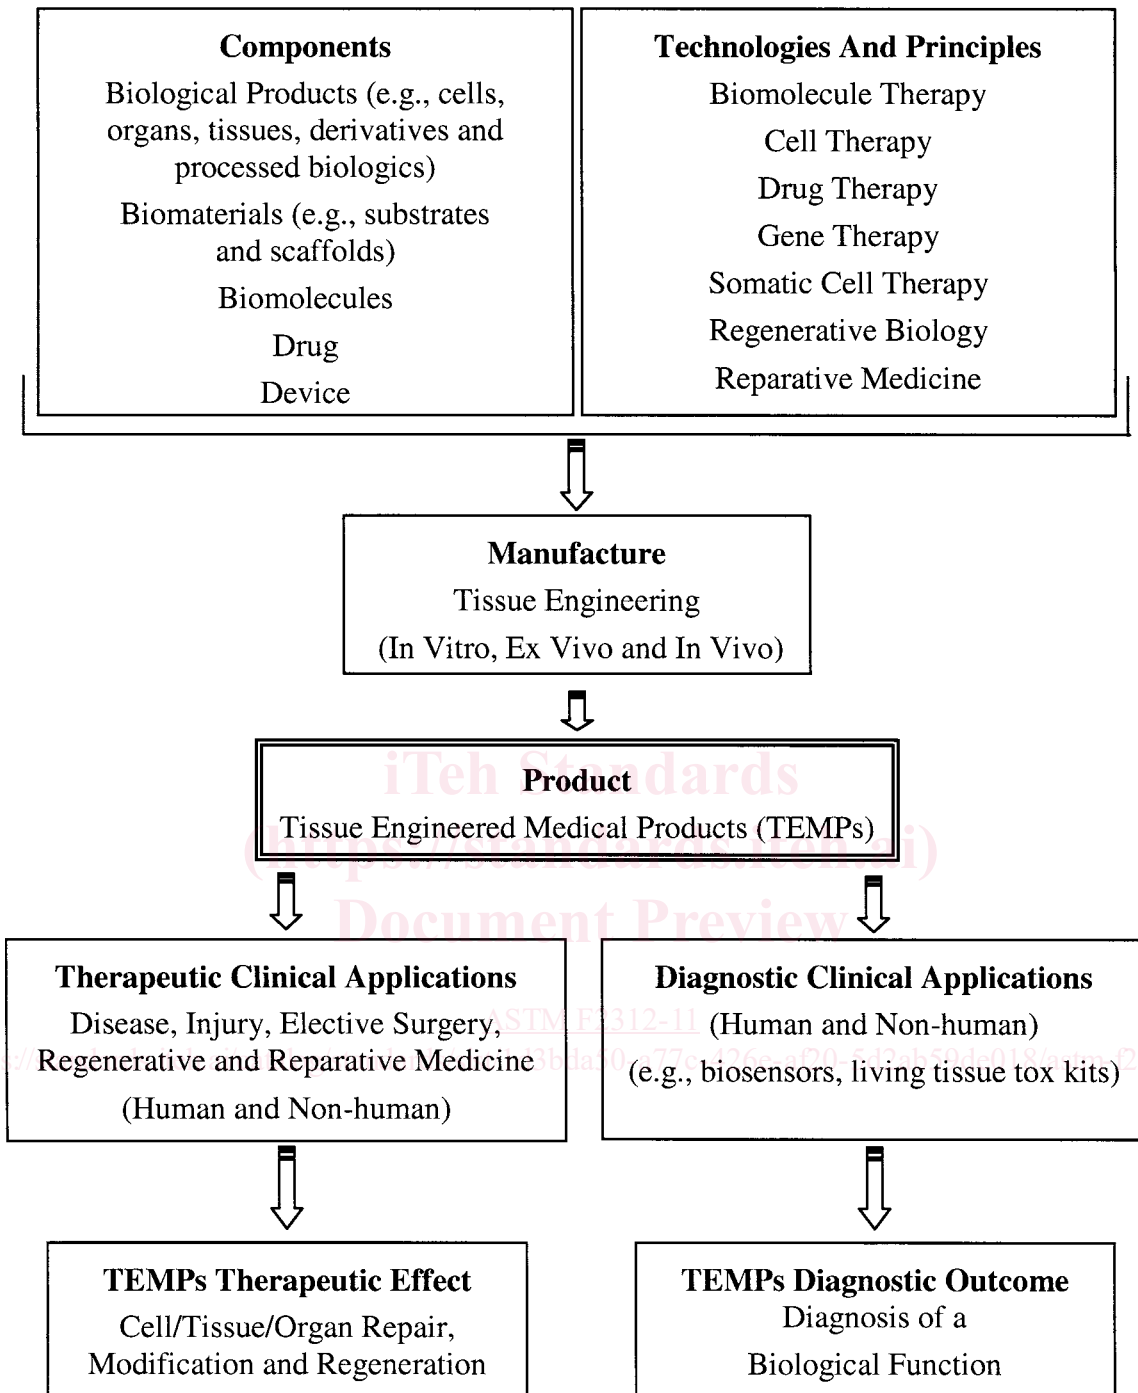 Components
Biological Products (e.g., cells,
organs, tissues, derivatives and
processed biologics)
Biomaterials (e.g., substrates
and scaffolds)
Biomolecules
Drug
Device
Technologies And Principles
Biomolecule Therapy
Cell Therapy
Drug Therapy
Gene Therapy
Somatic Cell Therapy
Regenerative Biology
Reparative Medicine
Manufacture
Tissue Engineering
(In Vitro, Ex Vivo and In Vivo)
iTeh Standards
Product
Tissue Engineered Medical Products (TEMPs)
(https://standards.iteh.ai)
Document Preview
Therapeutic Clinical Applications
Disease, Injury, Elective Surgery,
Regenerative and Reparative Medicine
(Human and Non-human)
ASTM F2312-11
Diagnostic Clinical Applications
(Human and Non-human)
(e.g., biosensors, living tissue tox kits)
TEMPs Therapeutic Effect
Cell/Tissue/Organ Repair,
Modification and Regeneration
TEMPs Diagnostic Outcome
Diagnosis of a
Biological Function